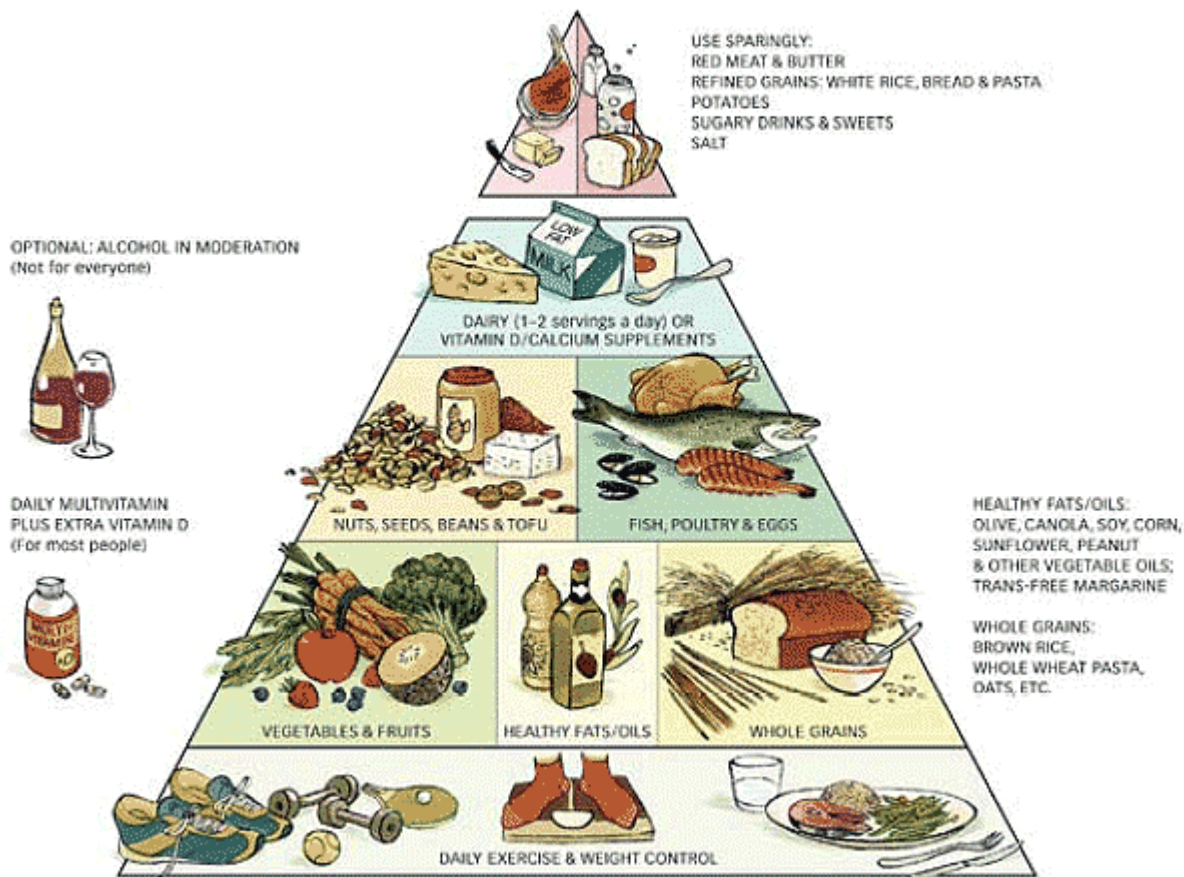 USE SPARINGLY:
RED MEAT & BUTTER
REFINED GRAINS: WHITE RICE, BREAD & PASTA
POTATOES
SUGARY DRINKS & SWEETS
SALT
OPTIONAL: ALCOHOL IN MODERATION
(Not for everyone)
LOW
FAT
MILK
DAIRY (1–2 servings a day) OR
VITAMIN D/CALCIUM SUPPLEMENTS
NUTS, SEEDS, BEANS & TOFU
FISH, POULTRY & EGGS
DAILY MULTIVITAMIN
PLUS EXTRA VITAMIN D
(For most people)
MULTI
VITAMIN
HEALTHY FATS/OILS:
OLIVE, CANOLA, SOY, CORN,
SUNFLOWER, PEANUT
& OTHER VEGETABLE OILS;
TRANS-FREE MARGARINE
WHOLE GRAINS:
BROWN RICE,
WHOLE WHEAT PASTA,
OATS, ETC.
VEGETABLES & FRUITS
HEALTHY FATS/OILS
WHOLE GRAINS
DAILY EXERCISE & WEIGHT CONTROL